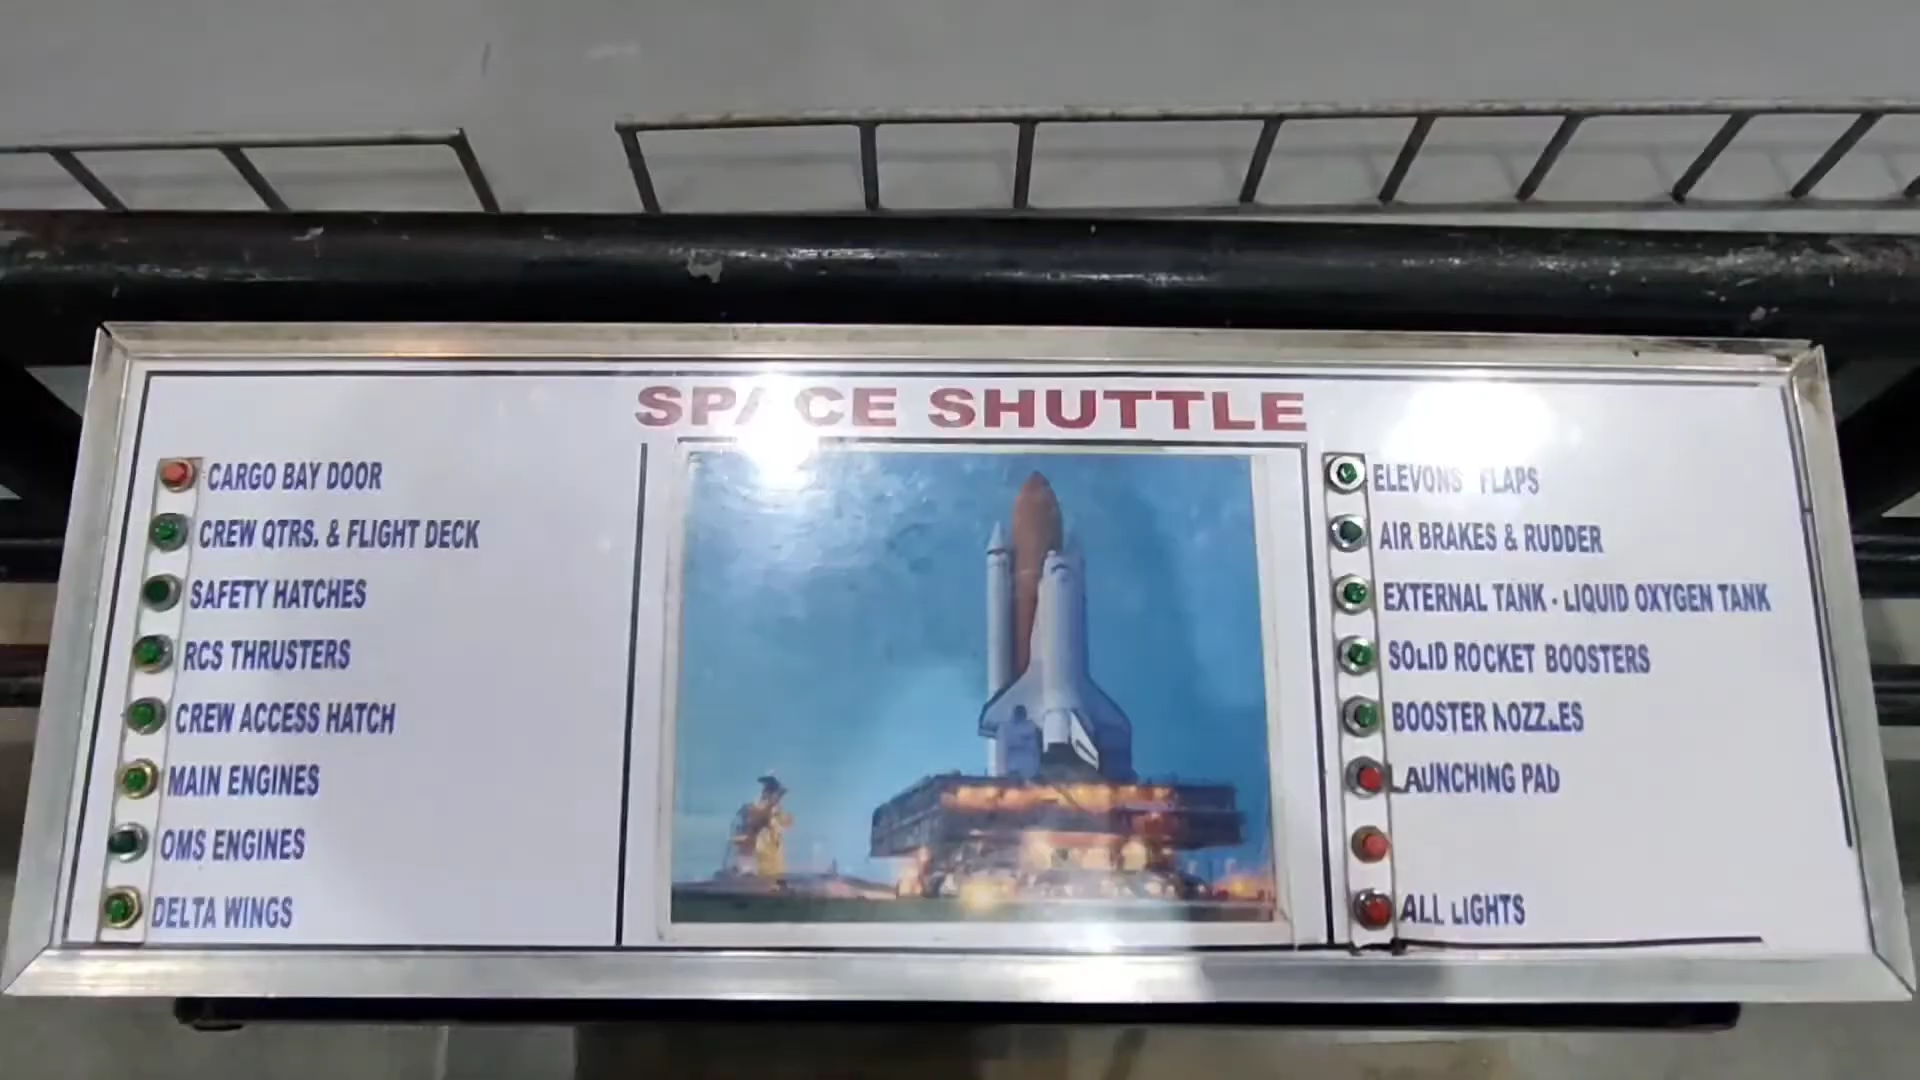 SPACE SHUTTLE
CARGO BAY DOOR
CREW QTRS. & FLIGHT DECK
SAFETY HATCHES
RCS THRUSTERS
CREW ACCESS HATCH
MAIN ENGINES
OMS ENGINES
DELTA WINGS
ELEVONS FLAPS
AIR BRAKES & RUDDER
EXTERNAL TANK - LIQUID OXYGEN TANK
SOLID ROCKET BOOSTERS
BOOSTER NOZZLES
LAUNCHING PAD
ALL LIGHTS